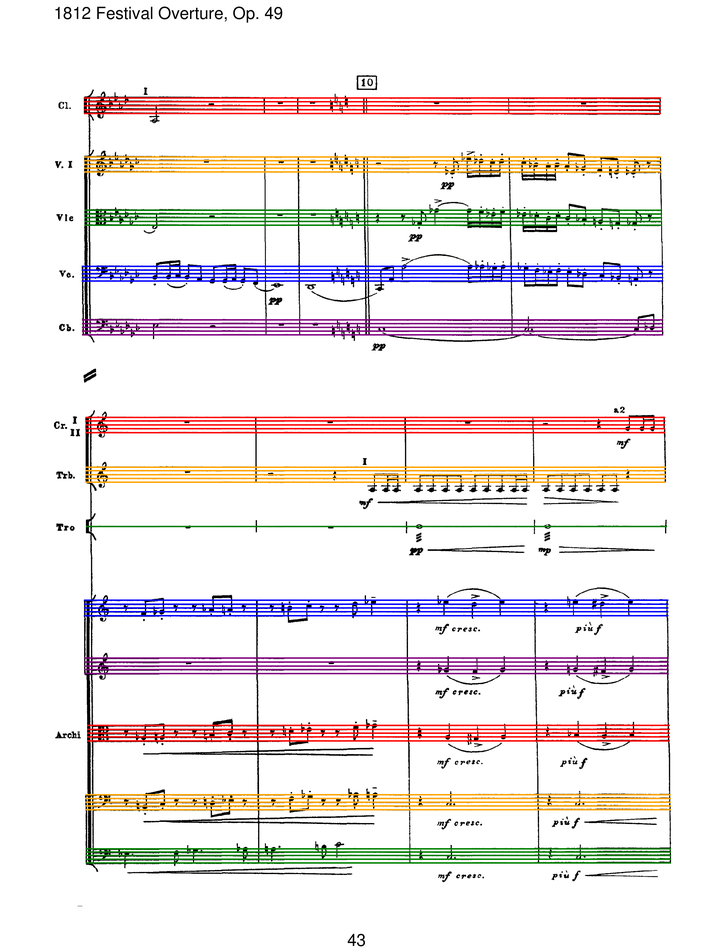 1812 Festival Overture, Op. 49
10
Cl.
I
V. I
pp
Vle
pp
Vc.
pp
Cb.
pp
a2
Cr. I
II
mf
I
Trb.
mf
Tro
pp
mp
mf cresc.
più f
mf cresc.
più f
Archi
mf cresc.
più f
mf cresc.
più f
mf cresc.
più f
43